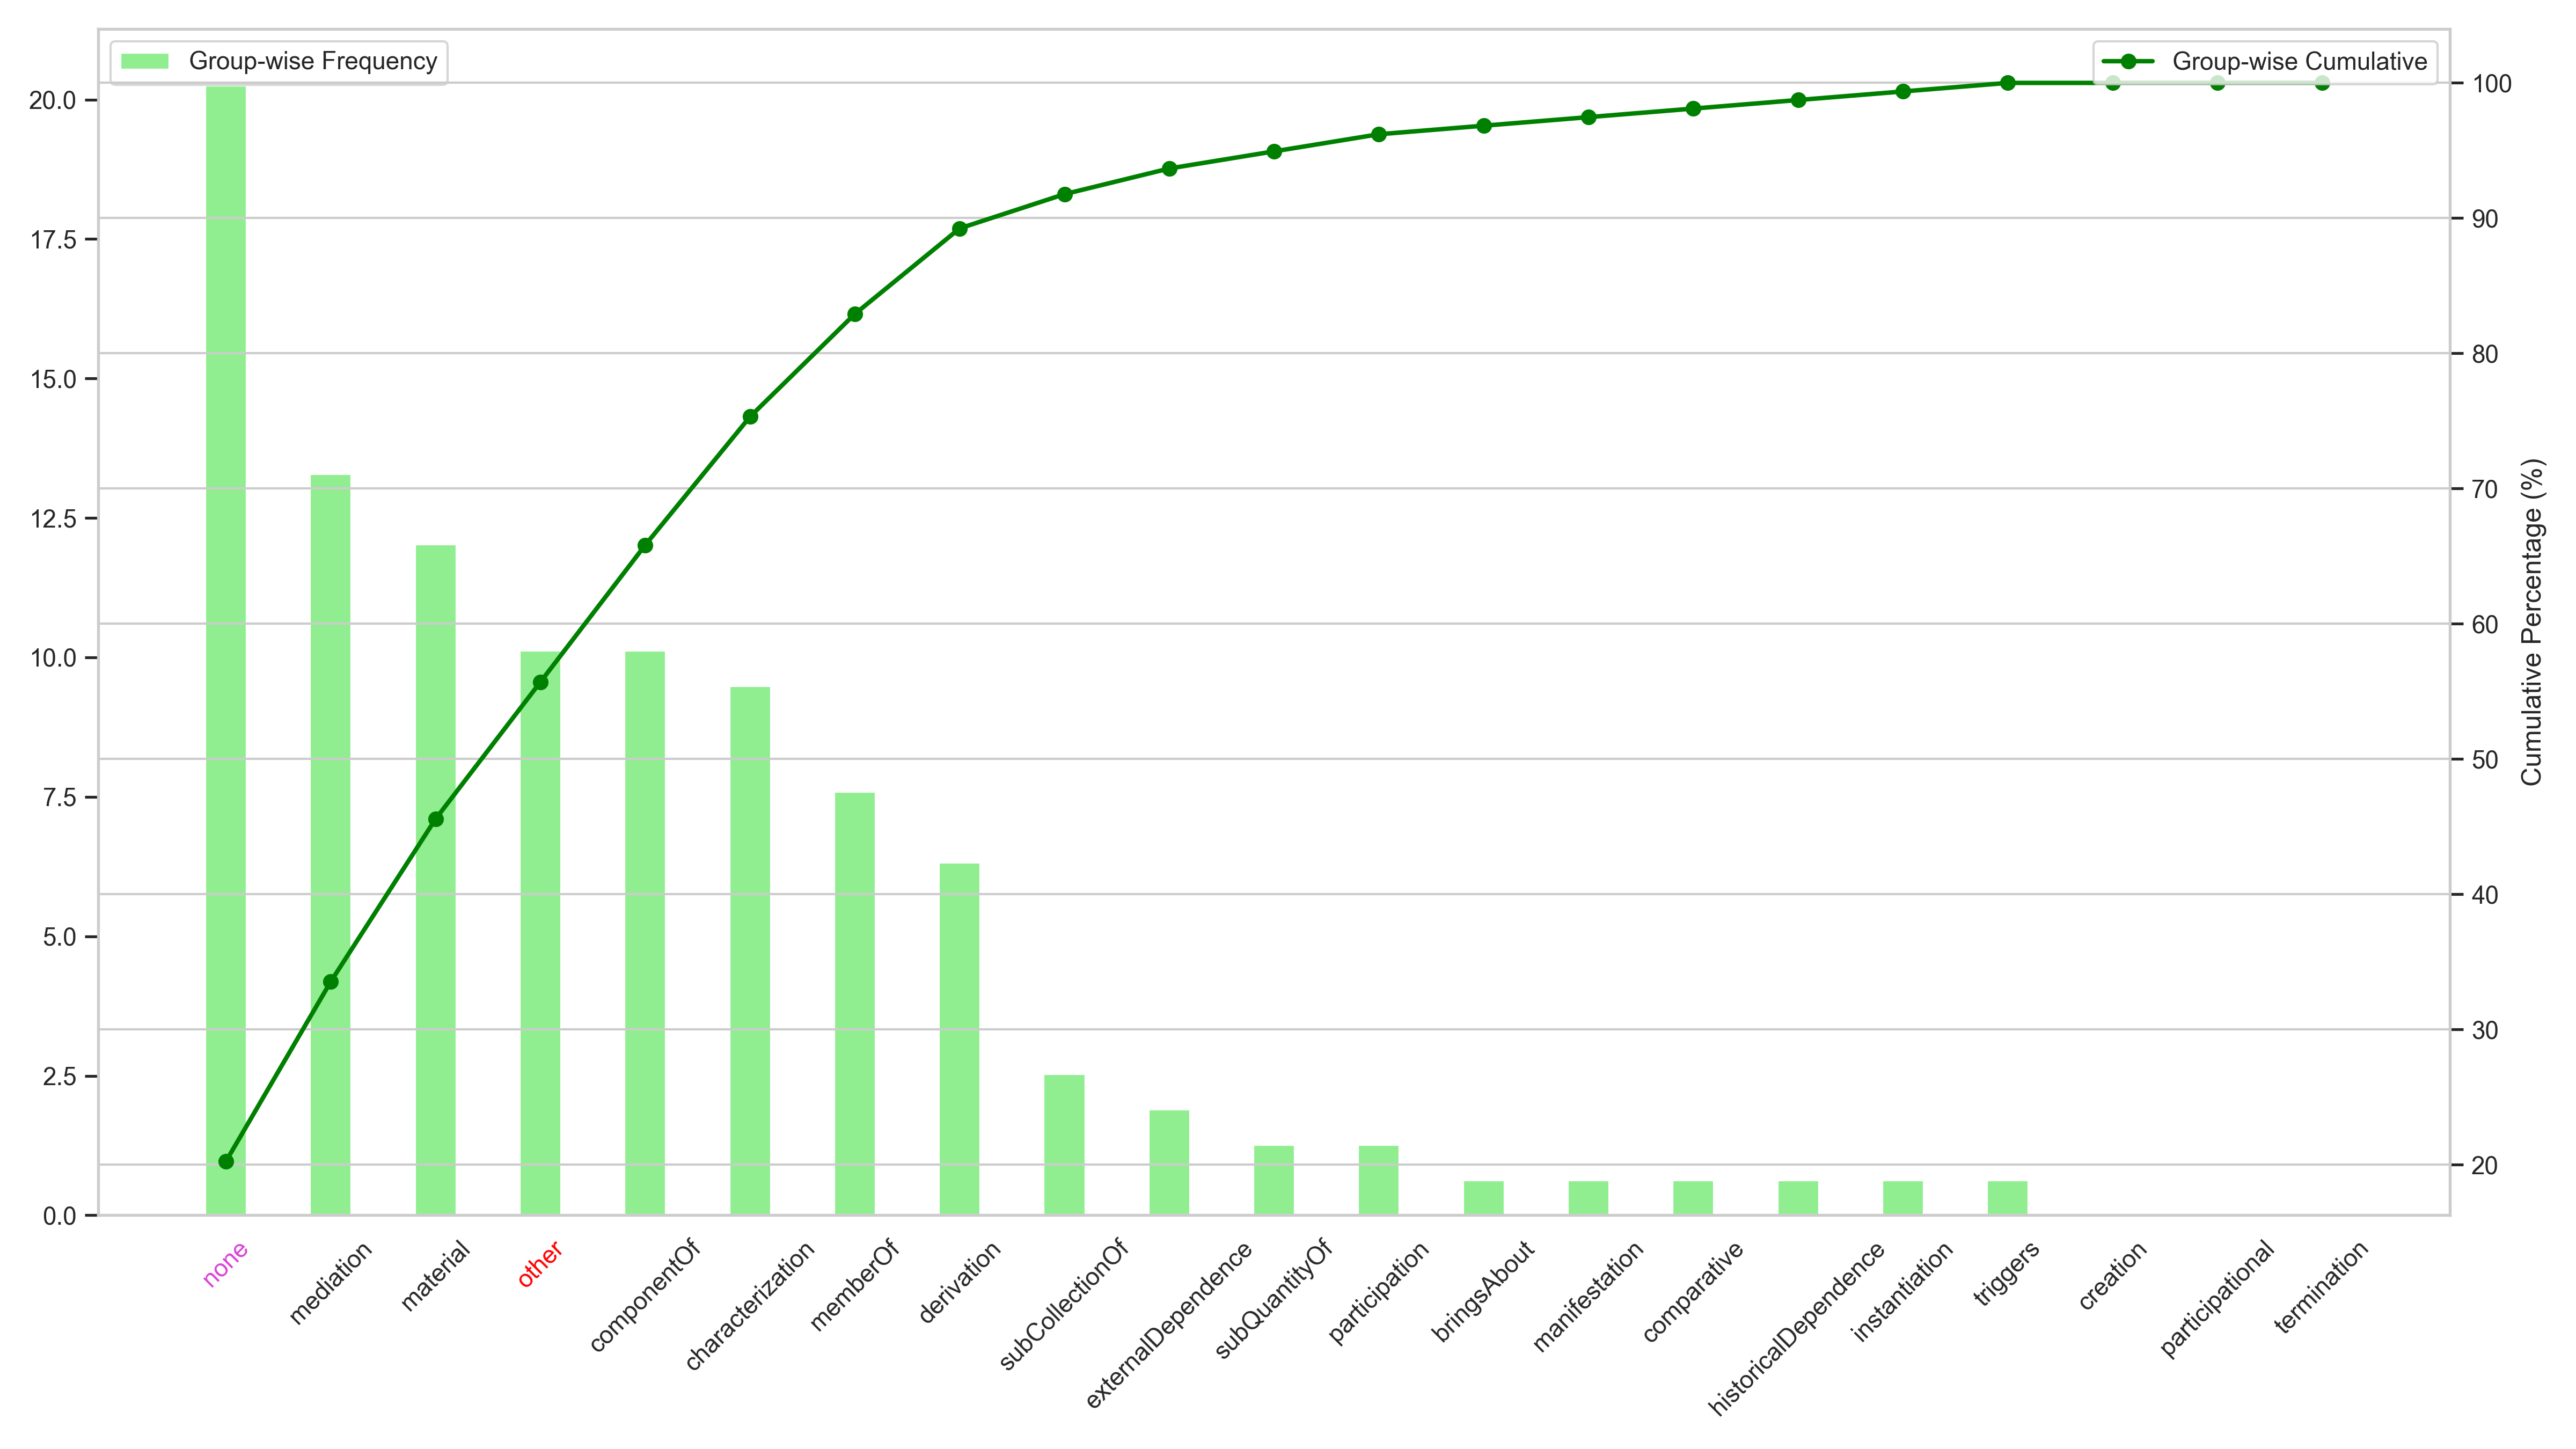 Group-wise Frequency
Group-wise Cumulative
20.0
17.5
15.0
12.5
10.0
7.5
5.0
2.5
0.0
100
90
80
70
60
50
40
30
20
Cumulative Percentage (%)
none
mediation
material
other
componentOf
characterization
memberOf
derivation
subCollectionOf
externalDependence
subQuantityOf
participation
bringsAbout
manifestation
comparative
historicalDependence
instantiation
triggers
creation
participational
termination